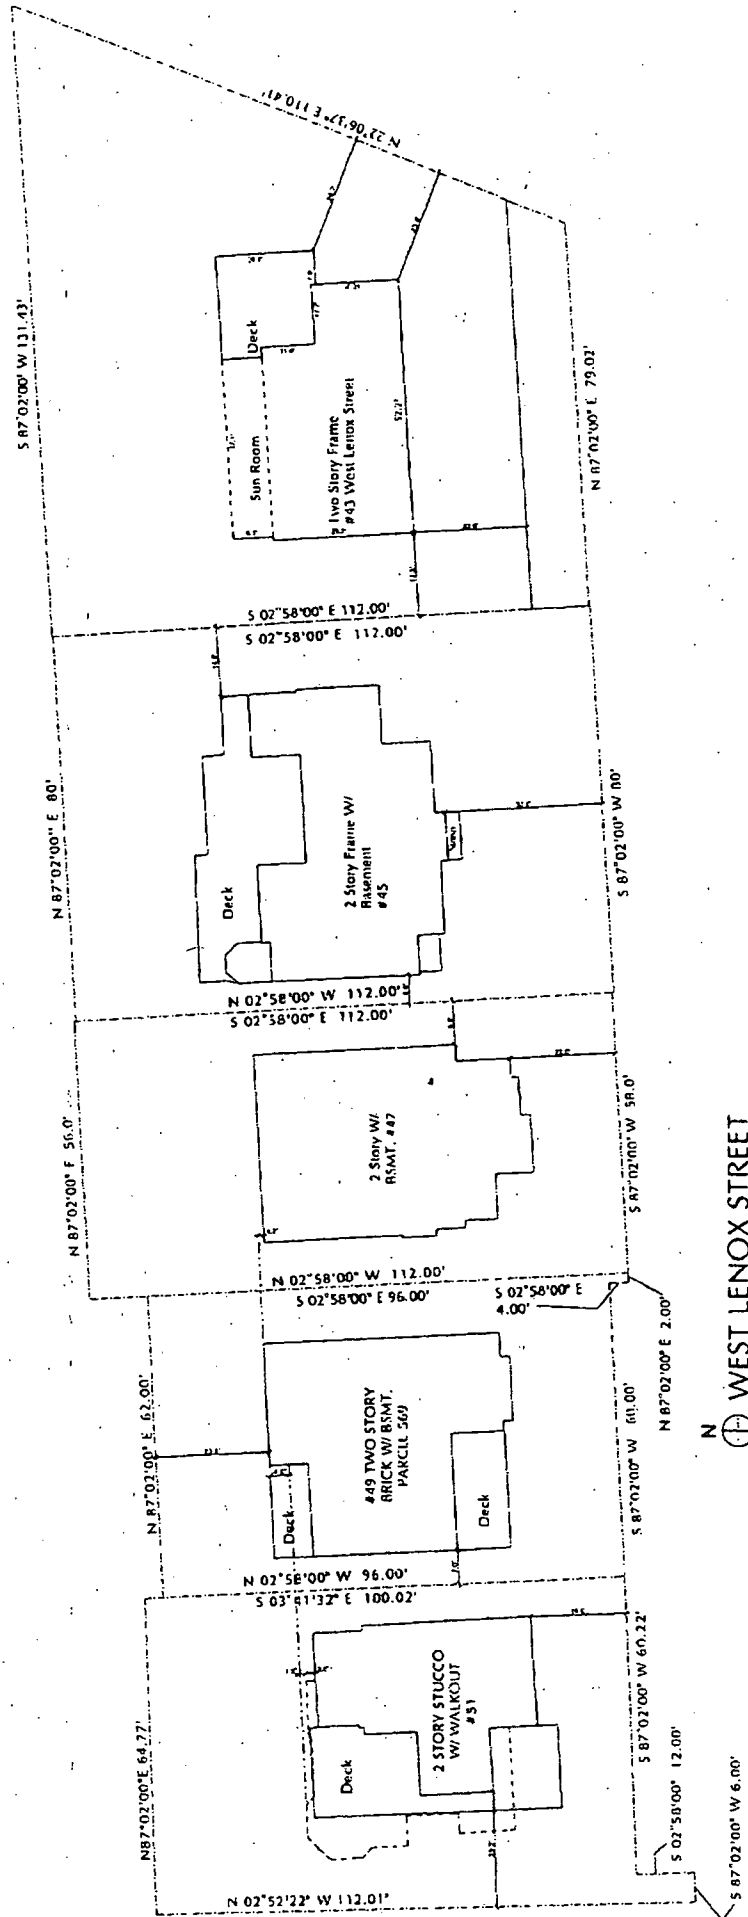 N 22°06'37" E 110.41'
S 87°02'00' W 131.43'
Deck
Sun Room
2 Two Story Frame
#43 West Lenox Street
52.2'
N 87°02'00" E 79.02'
S 02°58'00" E 112.00'
S 02°58'00" E 112.00'
N 87°02'00" E 80'
Deck
2 Story Frame W/
Basement
#45
S 87°02'00" W 80'
N 02°58'00" W 112.00'
S 02°58'00" E 112.00'
N 87°02'00" E 56.0'
2 Story W/
BSMT. #47
S 87°02'00" W 58.0'
N 02°58'00" W 112.00'
S 02°58'00" E 96.00'
S 02°58'00" E
4.00'
N 87°02'00" E 2.00'
N 87°02'00" E 62.00'
#49 TWO STORY
BRICK W/ BSMT.
PARCEL 569
Deck
Deck
S 87°02'00" W 60.00'
N 02°58'00" W 96.00'
S 03°41'32" E 100.02'
N87°02'00"E 64.77'
Deck
2 STORY STUCCO
W/ WALKOUT
#51
S 87°02'00" W 60.22'
S 02°58'00" 12.00'
S 87°02'00" W 6.00'
N 02°52'22" W 112.01'
N
WEST LENOX STREET